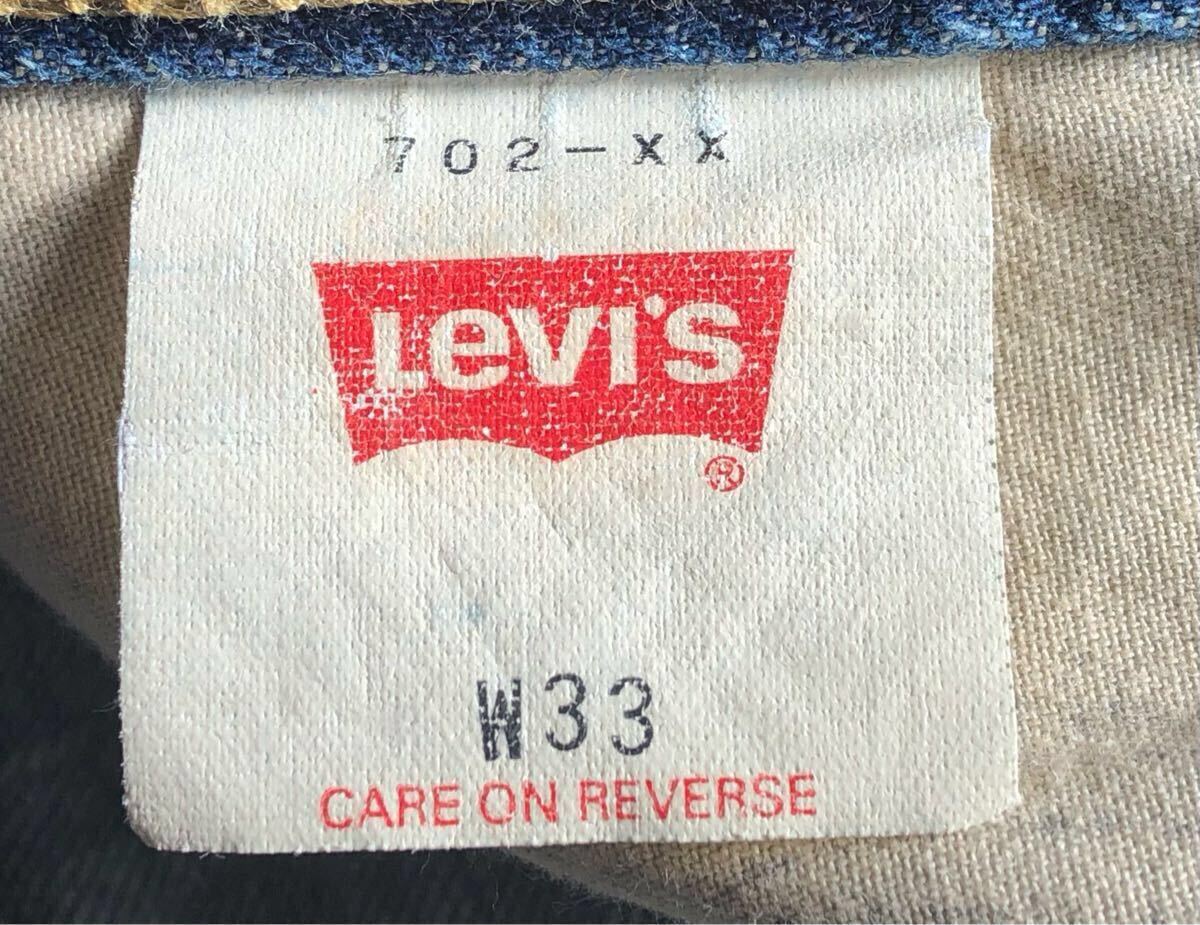 702-XX
Levi's
®
W33
CARE ON REVERSE